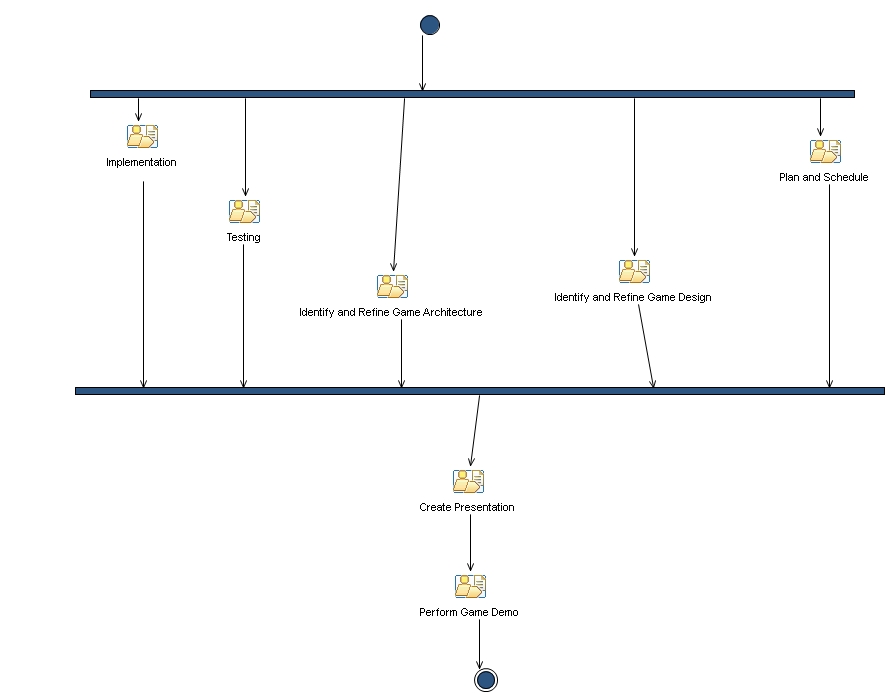 Implementation
Plan and Schedule
Testing
Identify and Refine Game Design
Identify and Refine Game Architecture
Create Presentation
Perform Game Demo